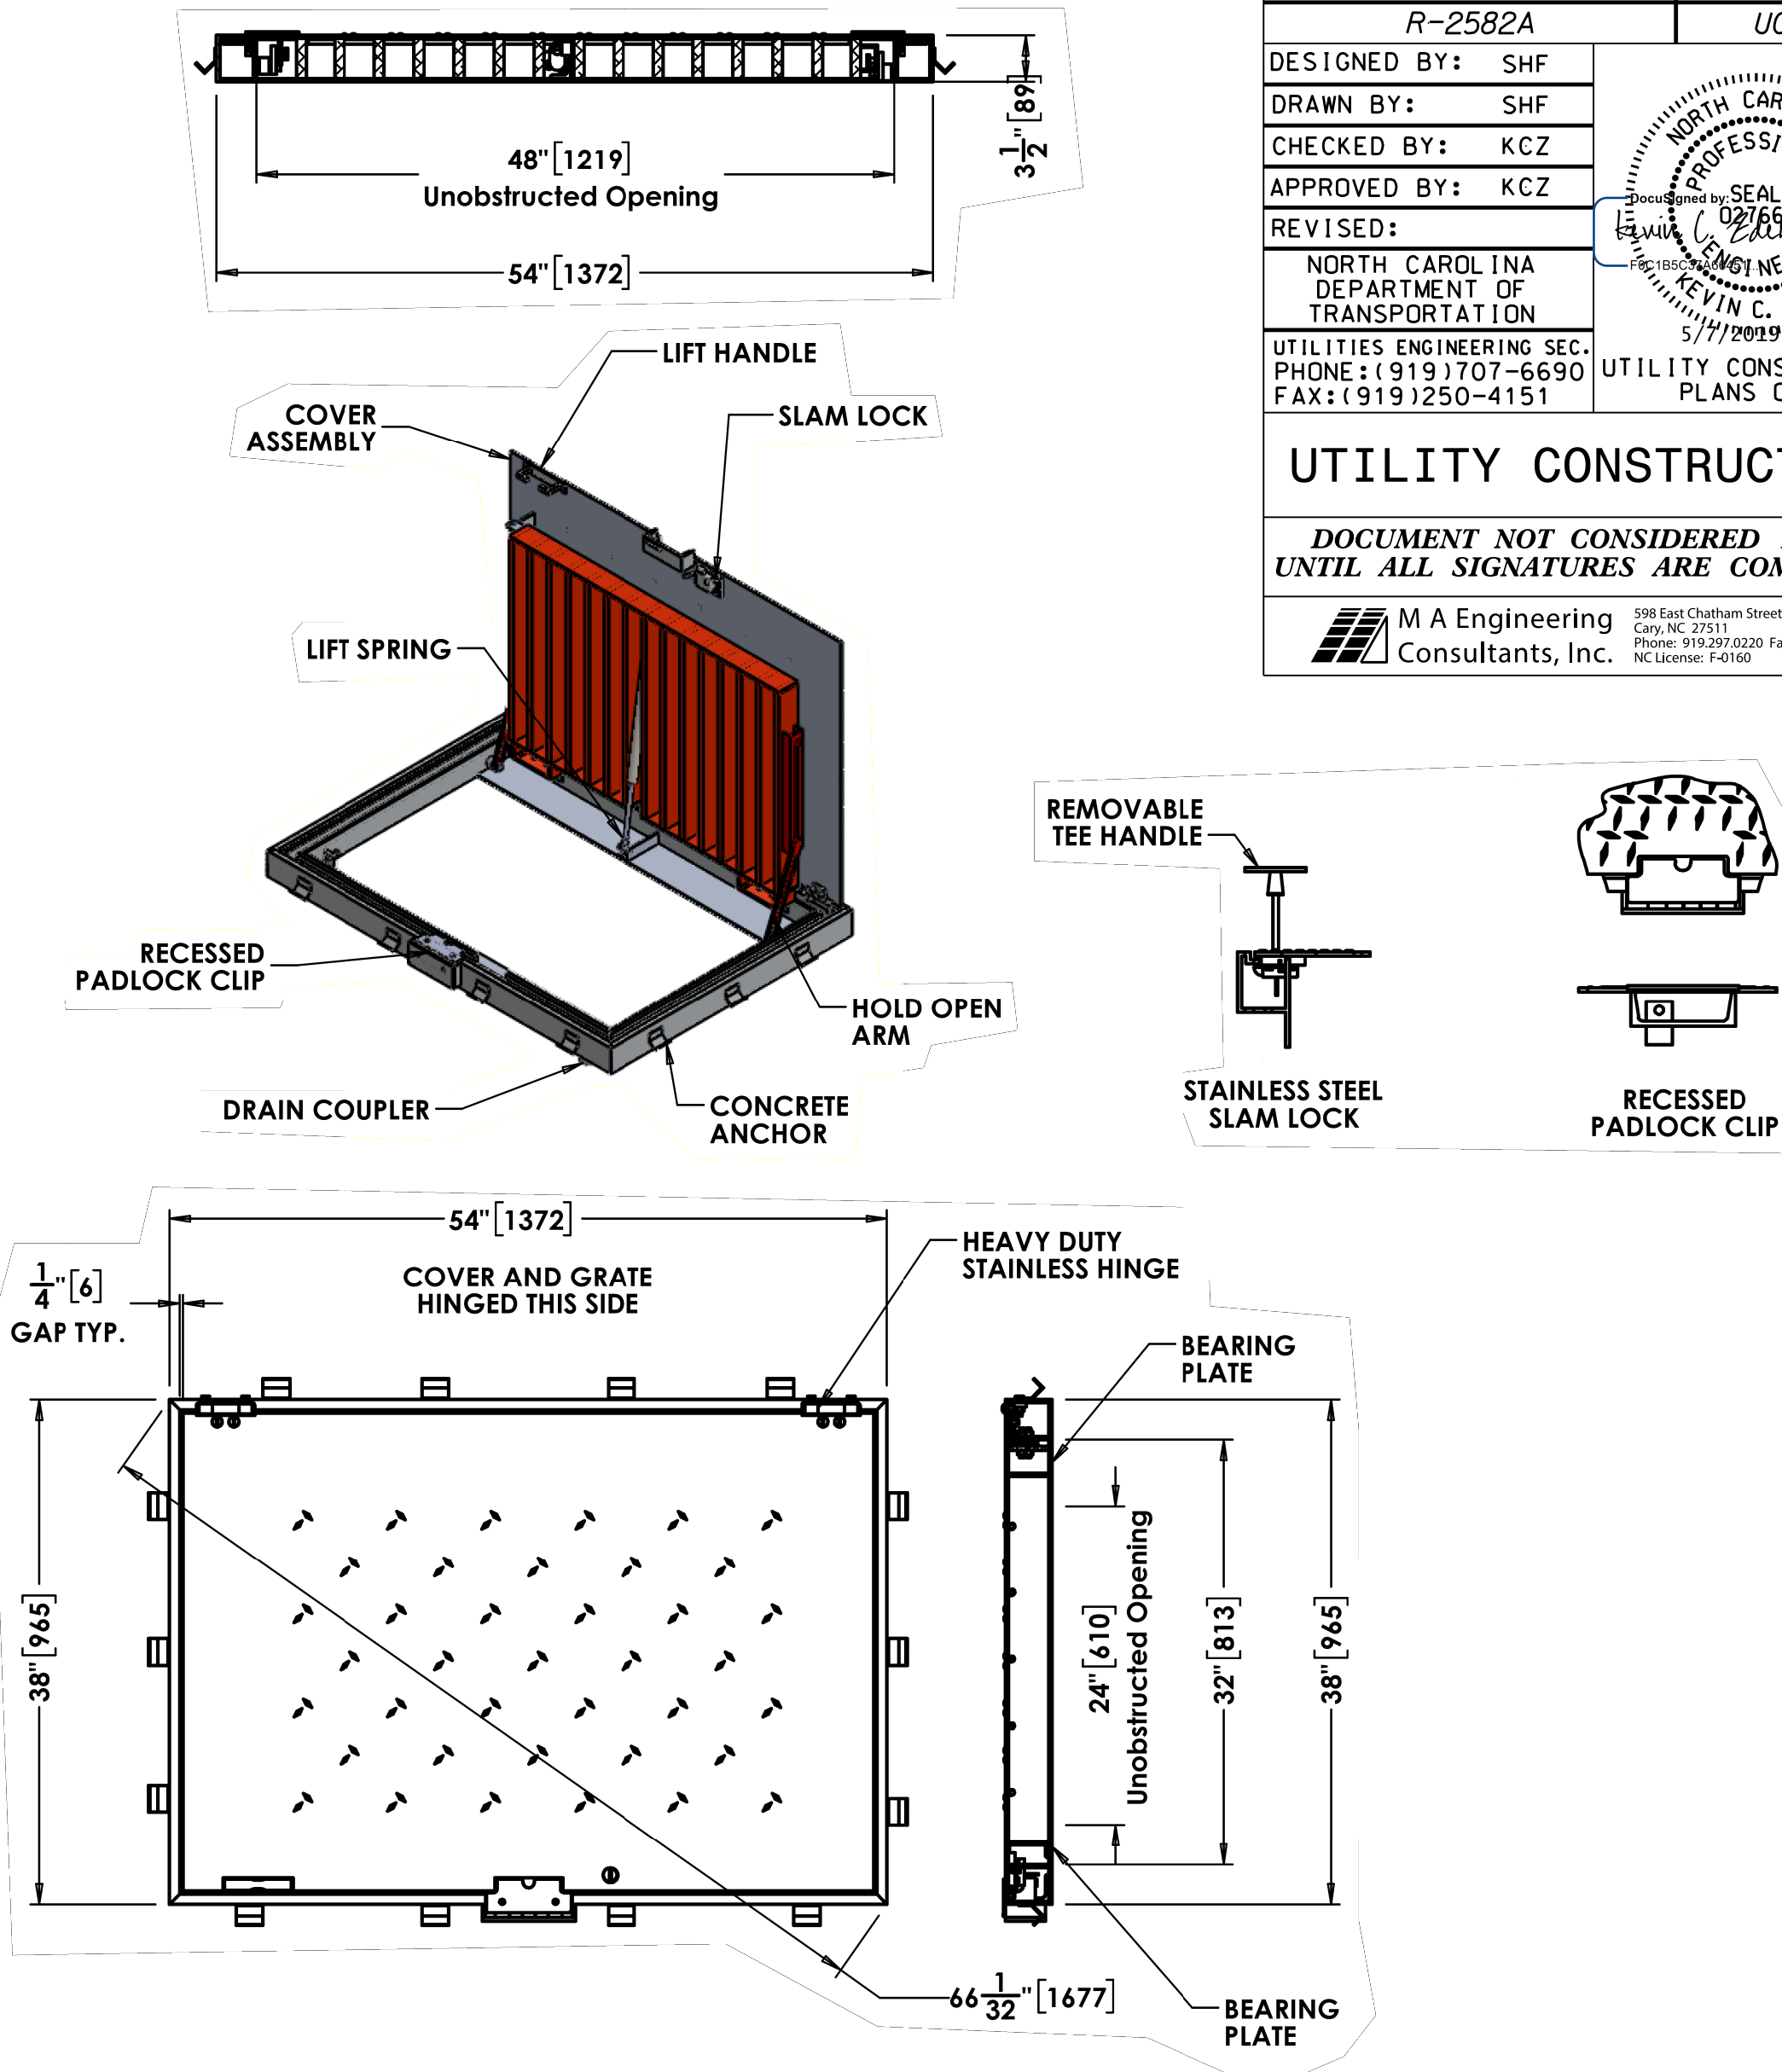 3 1/2" [89]
48" [1219]
Unobstructed Opening
54" [1372]
R-2582A
DESIGNED BY: SHF
DRAWN BY: SHF
CHECKED BY: KCZ
APPROVED BY: KCZ
REVISED:
NORTH CAROLINA
DEPARTMENT OF
TRANSPORTATION
UTILITIES ENGINEERING SEC.
PHONE:(919)707-6690
FAX:(919)250-4151
NORTH
DocuSigned by:
SEAL
Kevin C.
KEVIN C.
5/7/2019
UTILITY
PLANS
UTILITY
DOCUMENT NOT CONSIDERED
UNTIL ALL SIGNATURES ARE
M A Engineering
Consultants, Inc.
598 East Chatham Street
Cary, NC 27511
Phone: 919.297.0220
NC License: F-0160
LIFT HANDLE
COVER
ASSEMBLY
SLAM LOCK
LIFT SPRING
RECESSED
PADLOCK CLIP
HOLD OPEN
ARM
DRAIN COUPLER
CONCRETE
ANCHOR
REMOVABLE
TEE HANDLE
STAINLESS STEEL
SLAM LOCK
RECESSED
PADLOCK CLIP
54" [1372]
1/4" [6]
GAP TYP.
COVER AND GRATE
HINGED THIS SIDE
HEAVY DUTY
STAINLESS HINGE
BEARING
PLATE
38" [965]
24" [610]
Unobstructed Opening
32" [813]
38" [965]
66 1/32" [1677]
BEARING
PLATE